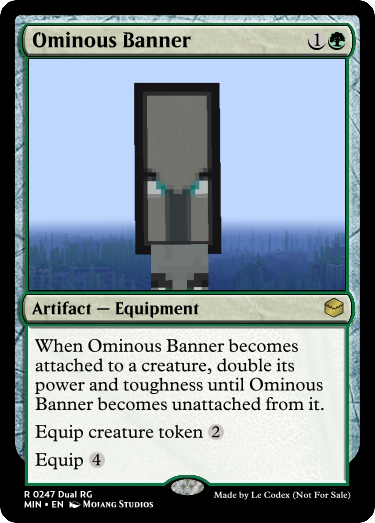 Ominous Banner 1
Artifact — Equipment
When Ominous Banner becomes
attached to a creature, double its
power and toughness until Ominous
Banner becomes unattached from it.
Equip creature token 2
Equip 4
R 0247 Dual RG
MIN • EN Mojang Studios
Made by Le Codex (Not For Sale)